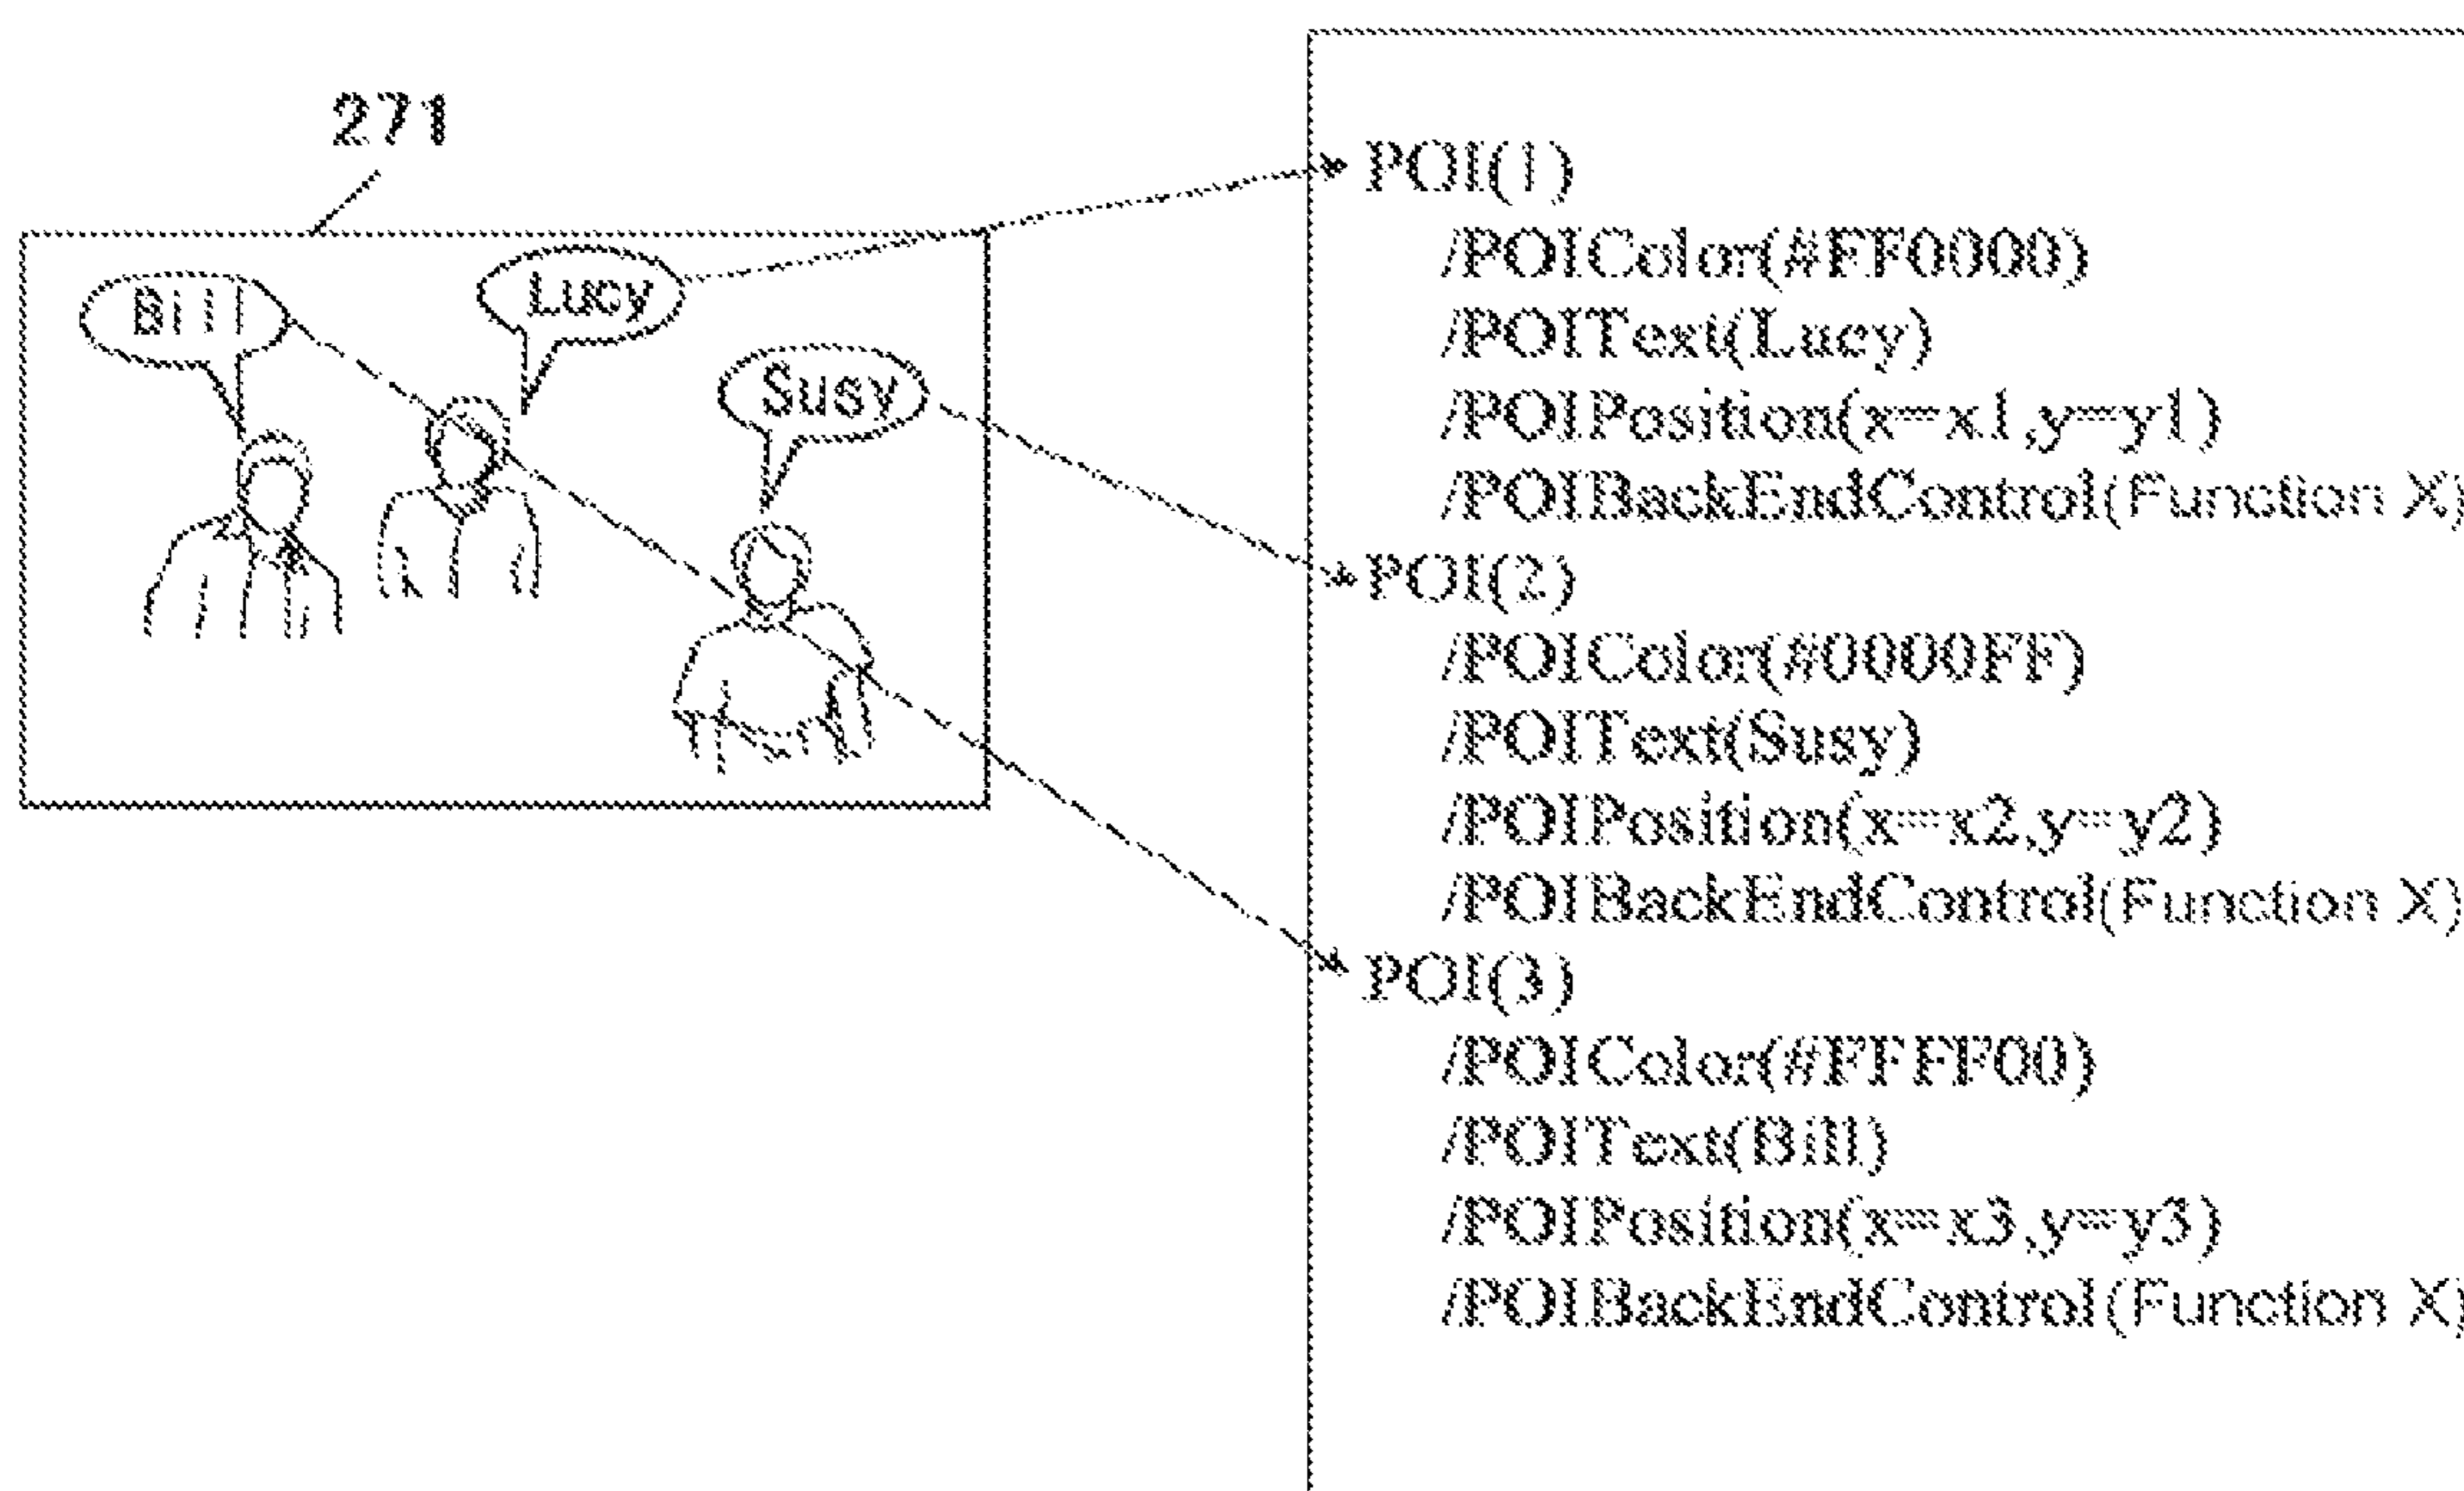 271
Bill
Lucy
Susy
POI(1)
/POIColor(#FF0000)
/POIText(Lucy)
/POIPosition(x=x1,y=y1)
/POIBackEndControl(Function X)
POI(2)
/POIColor(#0000FF)
/POIText(Susy)
/POIPosition(x=x2,y=y2)
/POIBackEndControl(Function X)
POI(3)
/POIColor(#FFFF00)
/POIText(Bill)
/POIPosition(x=x3,y=y3)
/POIBackEndControl(Function X)